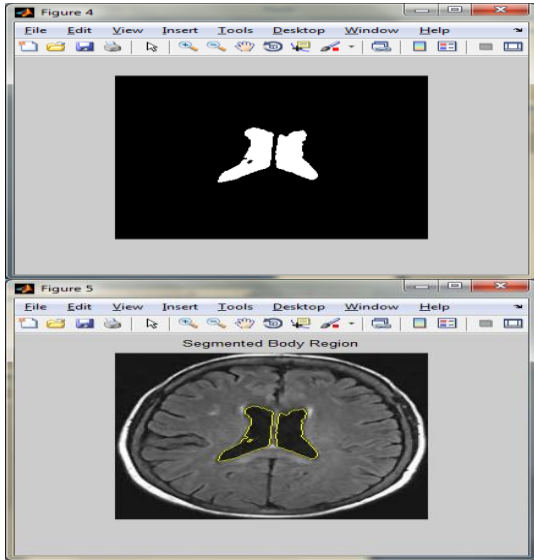 Figure 4
File Edit View Insert Tools Desktop Window Help
Figure 5
File Edit View Insert Tools Desktop Window Help
Segmented Body Region